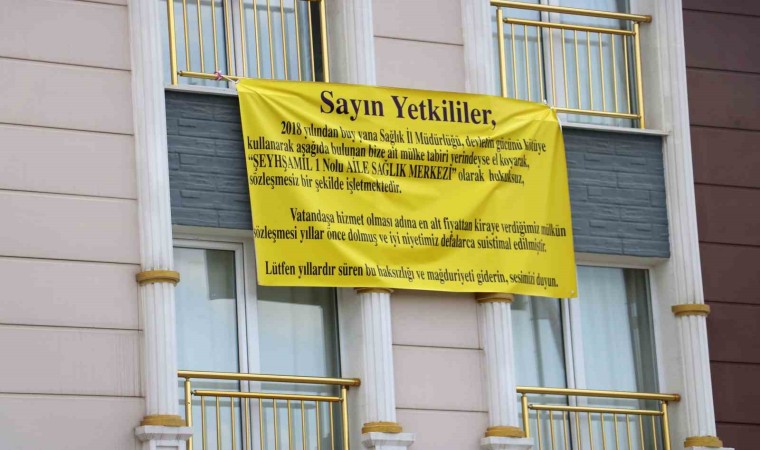 Sayın Yetkililer,
2018 yılından buy yana Sağlık İl Müdürlüğü, devletin gücünü kötüye
kullanarak aşağıda bulunan bize ait mülke tabiri yerindeyse el koyarak,
“ŞEYHŞAMİL 1 Nolu AİLE SAĞLIK MERKEZİ” olarak hukuksuz,
sözleşmesiz bir şekilde işletmektedir.
Vatandaşa hizmet olması adına en alt fiyattan kiraye verdiğimiz mülkün
sözleşmesi yıllar önce dolmuş ve iyi niyetimiz defalarca suistimal edilmiştir.
Lütfen yıllardır süren bu haksızlığı ve mağduriyeti giderin, sesimizi duyun.